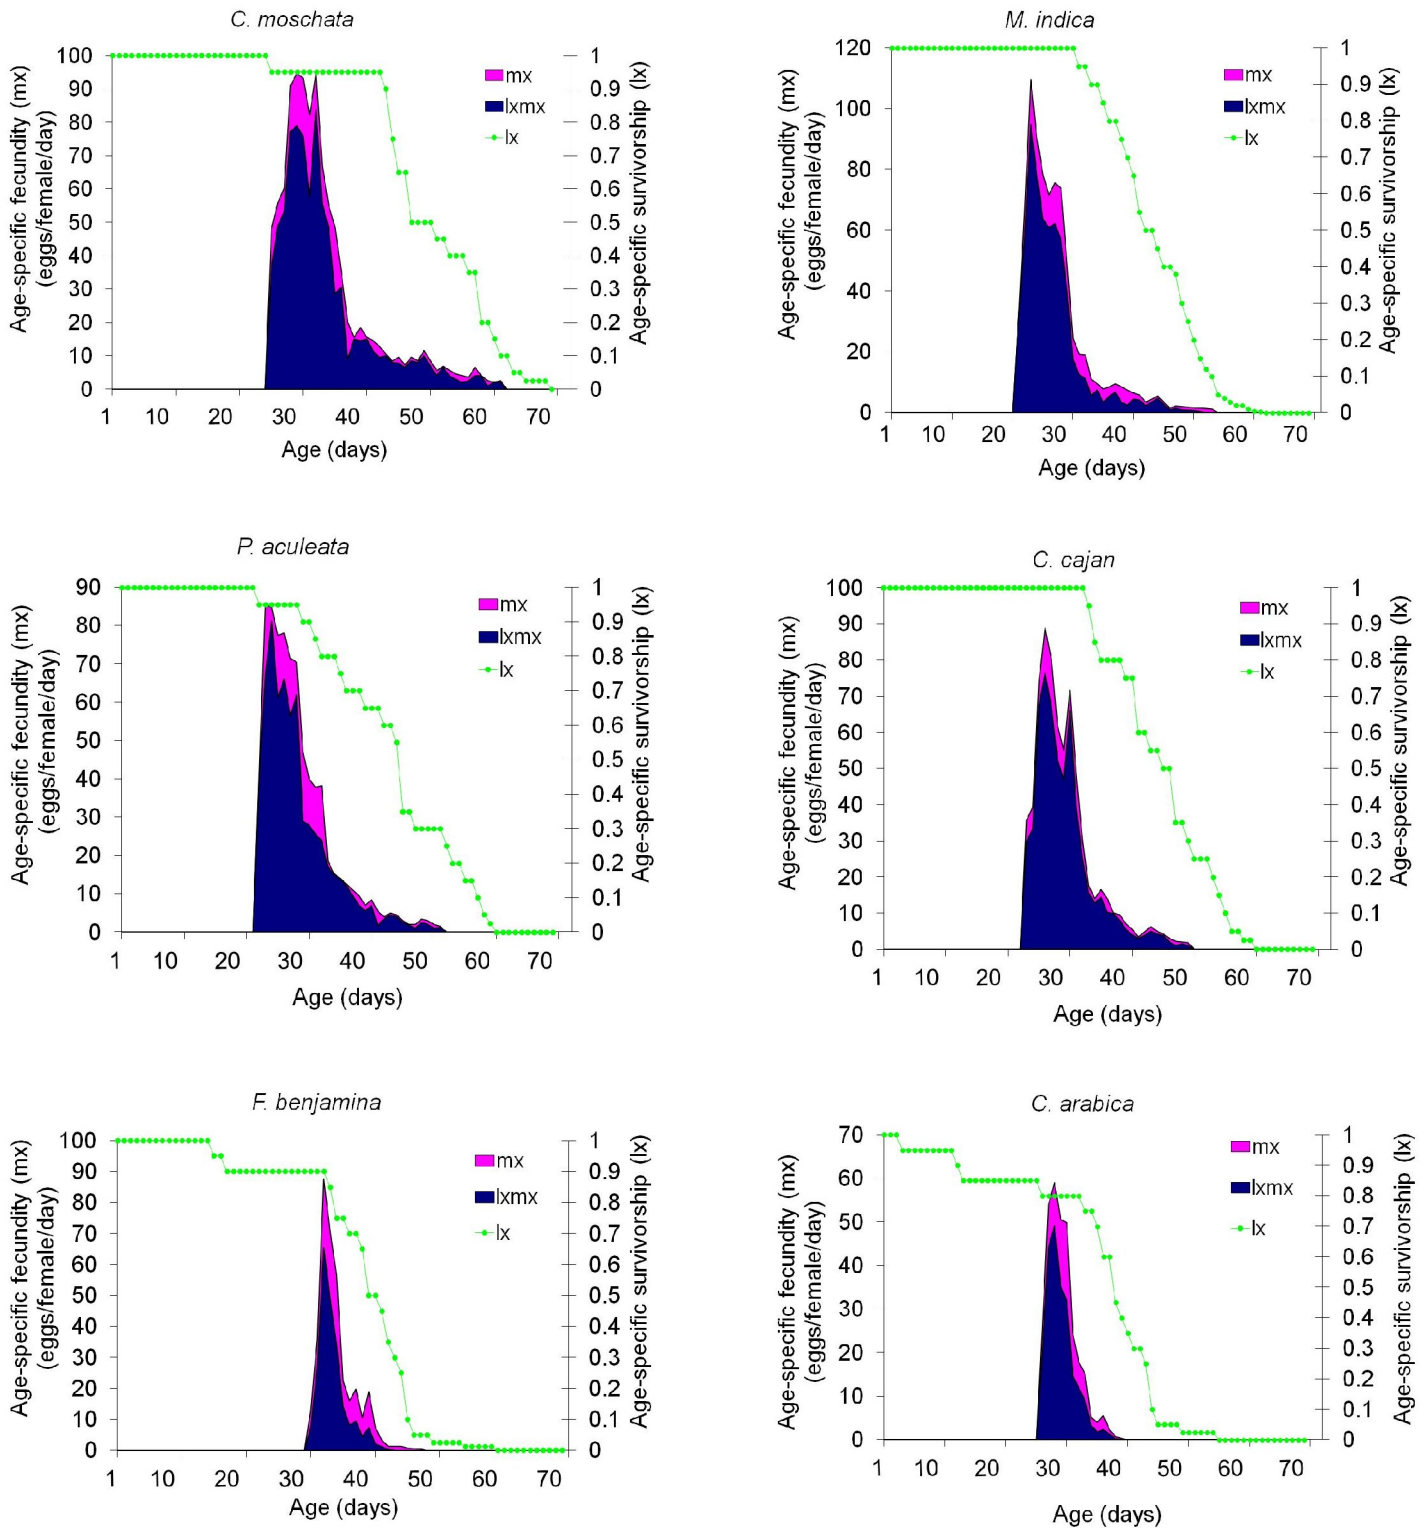 C. moschata
100
90
80
70
60
50
40
30
20
10
0
1
0.9
0.8
0.7
0.6
0.5
0.4
0.3
0.2
0.1
0
mx
lxmx
lx
Age-specific fecundity (mx)
(eggs/female/day)
Age-specific survivorship (lx)
1 10 20 30 40 50 60 70
Age (days)
M. indica
120
100
80
60
40
20
0
1
0.9
0.8
0.7
0.6
0.5
0.4
0.3
0.2
0.1
0
mx
lxmx
lx
Age-specific fecundity (mx)
(eggs/female/day)
Age-specific survivorship (lx)
1 10 20 30 40 50 60 70
Age (days)
P. aculeata
90
80
70
60
50
40
30
20
10
0
1
0.9
0.8
0.7
0.6
0.5
0.4
0.3
0.2
0.1
0
mx
lxmx
lx
Age-specific fecundity (mx)
(eggs/female/day)
Age-specific survivorship (lx)
1 10 20 30 40 50 60 70
Age (days)
C. cajan
100
90
80
70
60
50
40
30
20
10
0
1
0.9
0.8
0.7
0.6
0.5
0.4
0.3
0.2
0.1
0
mx
lxmx
lx
Age-specific fecundity (mx)
(eggs/female/day)
Age-specific survivorship (lx)
1 10 20 30 40 50 60 70
Age (days)
F. benjamina
100
90
80
70
60
50
40
30
20
10
0
1
0.9
0.8
0.7
0.6
0.5
0.4
0.3
0.2
0.1
0
mx
lxmx
lx
Age-specific fecundity (mx)
(eggs/female/day)
Age-specific survivorship (lx)
1 10 20 30 40 50 60 70
Age (days)
C. arabica
70
60
50
40
30
20
10
0
1
0.9
0.8
0.7
0.6
0.5
0.4
0.3
0.2
0.1
0
mx
lxmx
lx
Age-specific fecundity (mx)
(eggs/female/day)
Age-specific survivorship (lx)
1 10 20 30 40 50 60 70
Age (days)